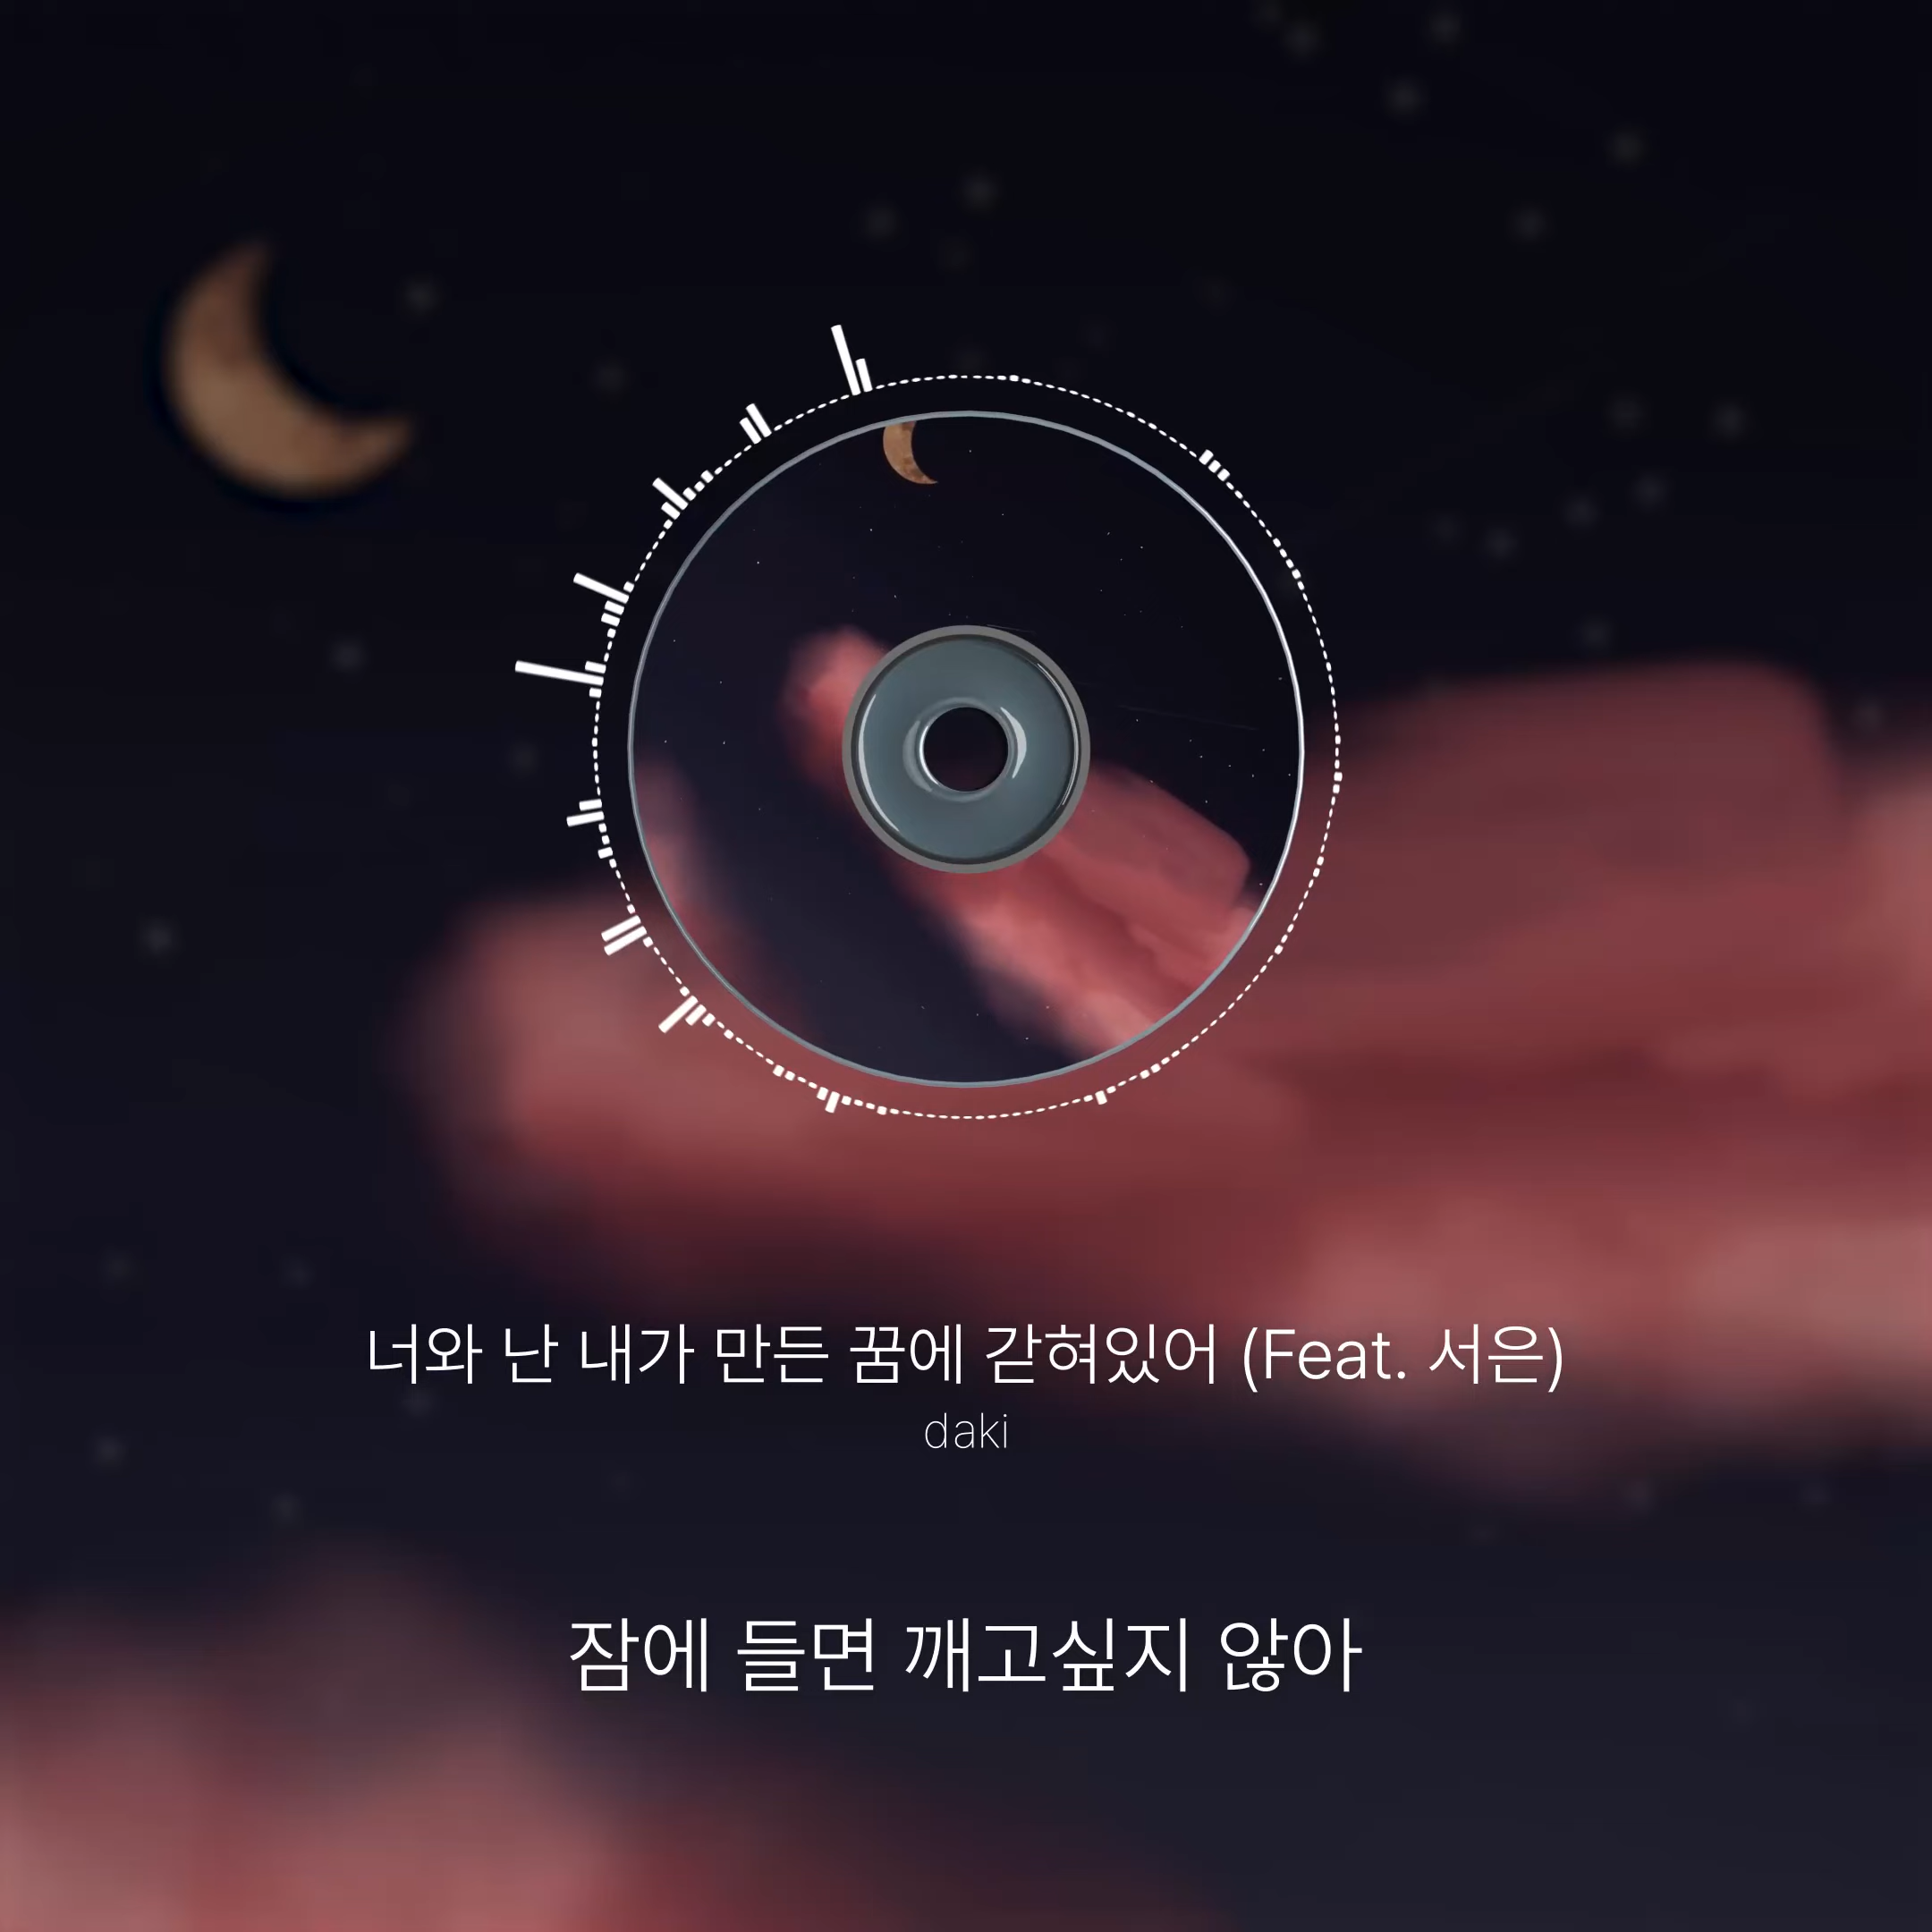 너와 난 내가 만든 꿈에 갇혀있어 (Feat. 서은)
daki
잠에 들면 깨고싶지 않아